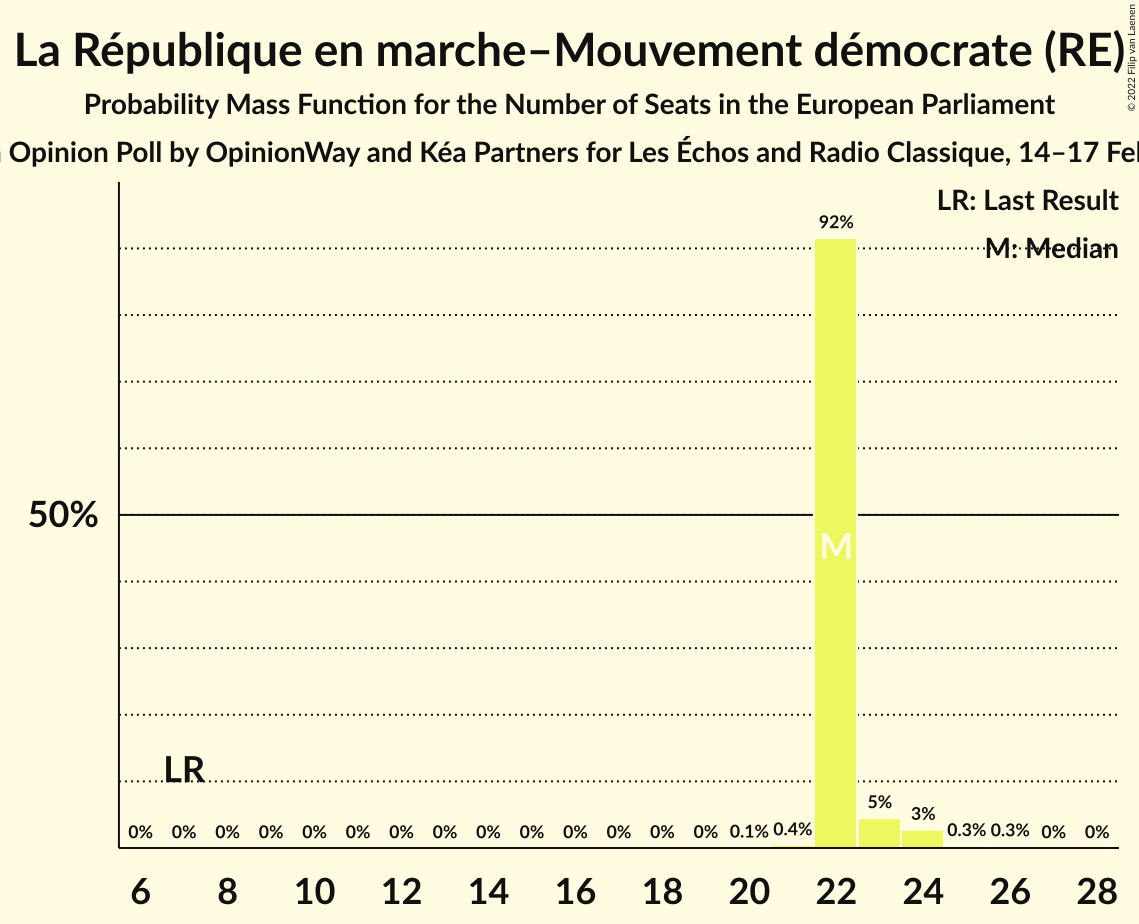 La République en marche–Mouvement démocrate (RE)
© 2022 Filip van Laenen
Probability Mass Function for the Number of Seats in the European Parliament
Opinion Poll by OpinionWay and Kéa Partners for Les Échos and Radio Classique, 14–17
LR: Last Result
M: Median
92%
50%
M
LR
5%
3%
0% 0% 0% 0% 0% 0% 0% 0% 0% 0% 0% 0% 0% 0% 0.1% 0.4% 0.3% 0.3% 0% 0%
6 8 10 12 14 16 18 20 22 24 26 28